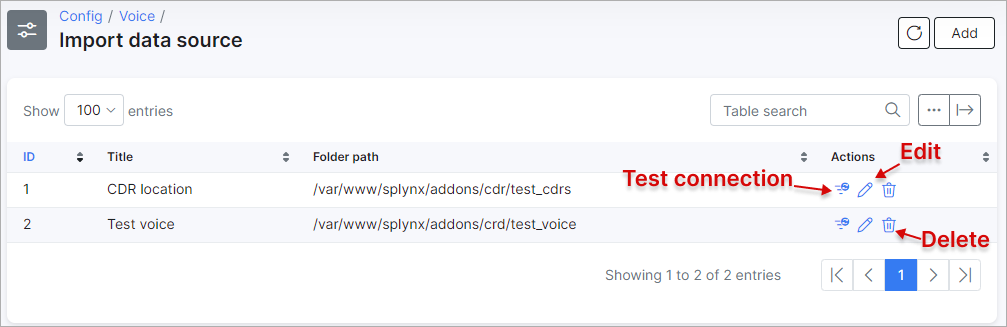 Config / Voice /
Import data source
Add
Show 100 entries
Table search
ID Title Folder path Actions
Edit
Test connection
1 CDR location /var/www/splynx/addons/cdr/test_cdrs
2 Test voice /var/www/splynx/addons/crd/test_voice
Delete
Showing 1 to 2 of 2 entries 1